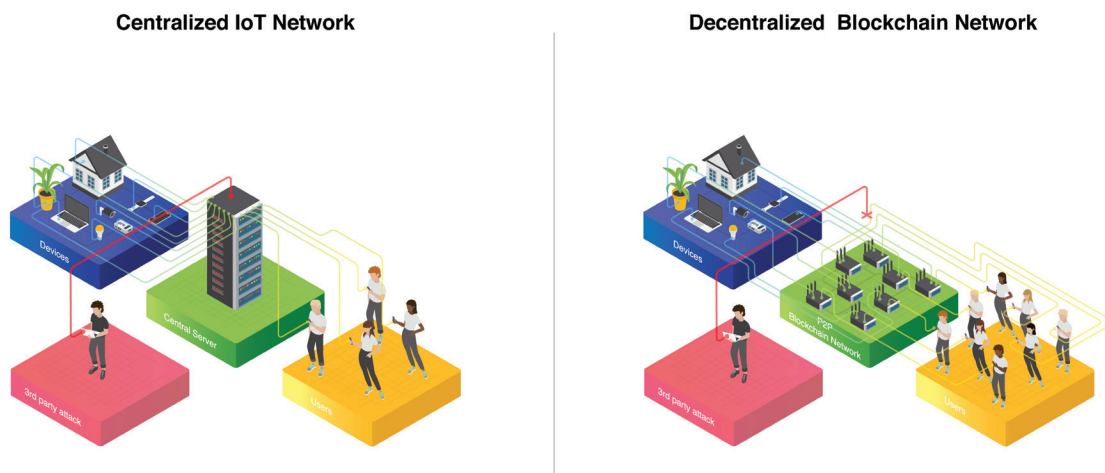 Centralized IoT Network
Devices
Central Server
3rd party attack
Users
Decentralized Blockchain Network
Devices
P2P
Blockchain Network
3rd party attack
Users